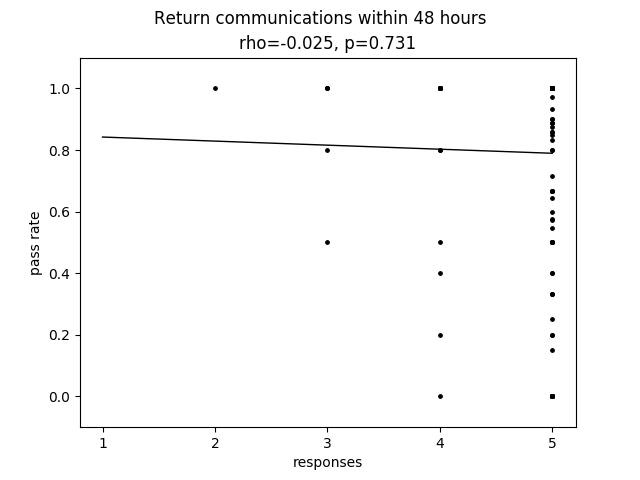 Return communications within 48 hours
rho=-0.025, p=0.731
1.0
0.8
0.6
0.4
0.2
0.0
pass rate
1 2 3 4 5
responses